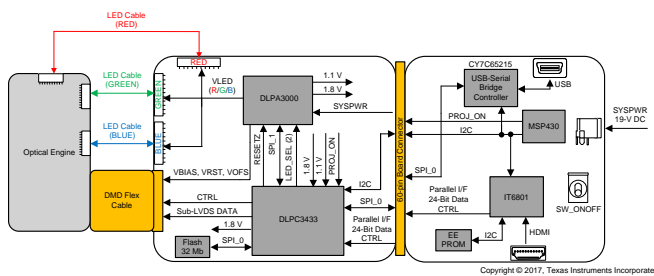 LED Cable
(RED)
LED Cable
(GREEN)
LED Cable
(BLUE)
Optical Engine
DMD Flex
Cable
RED
GREEN
BLUE
VLED
(R/G/B)
DLPA3000
1.1 V
1.8 V
SYSPWR
RESETZ
SPI_1
LED_SEL (2)
1.8 V
1.1 V
PROJ_ON
VBIAS, VRST, VOFS
CTRL
Sub-LVDS DATA
1.8 V
SPI_0
Flash
32 Mb
DLPC3433
I2C
SPI_0
Parallel I/F
24-Bit Data
CTRL
60-pin Board Connector
CY7C65215
USB-Serial
Bridge
Controller
USB
PROJ_ON
I2C
MSP430
SYSPWR
19-V DC
SPI_0
Parallel I/F
24-Bit Data
CTRL
IT6801
SW_ONOFF
EE
PROM
I2C
HDMI
Copyright © 2017, Texas Instruments Incorporate